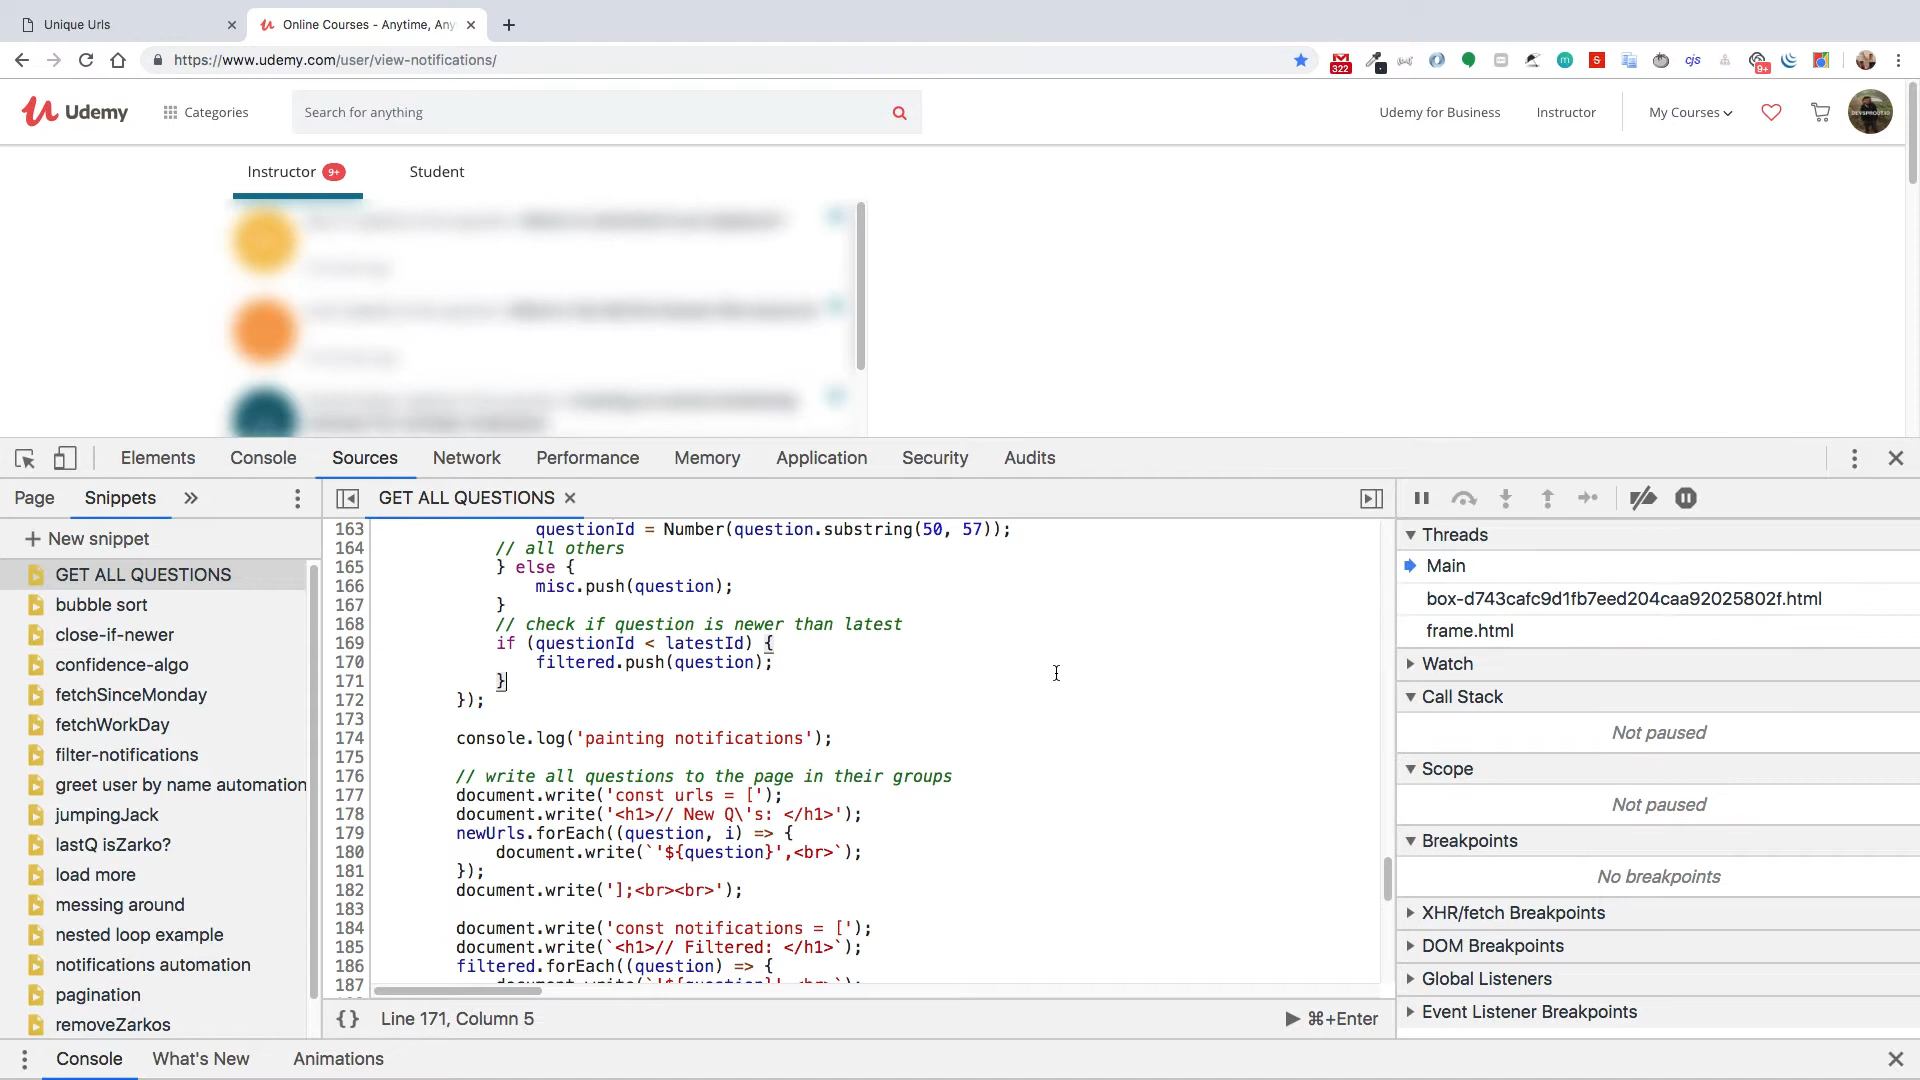 Unique Urls
Online Courses - Anytime, Any
https://www.udemy.com/user/view-notifications/
322
cjs
9+
Udemy
Categories
Search for anything
Udemy for Business
Instructor
My Courses
DEVSPROUT.IO
Instructor 9+
Student
Elements
Console
Sources
Network
Performance
Memory
Application
Security
Audits
Page
Snippets
GET ALL QUESTIONS
+ New snippet
GET ALL QUESTIONS
bubble sort
close-if-newer
confidence-algo
fetchSinceMonday
fetchWorkDay
filter-notifications
greet user by name automation
jumpingJack
lastQ isZarko?
load more
messing around
nested loop example
notifications automation
pagination
removeZarkos
163 questionId = Number(question.substring(50, 57));
164 // all others
165 } else {
166 misc.push(question);
167 }
168 // check if question is newer than latest
169 if (questionId < latestId) {
170 filtered.push(question);
171 }
172 });
173
174 console.log('painting notifications');
175
176 // write all questions to the page in their groups
177 document.write('const urls = [');
178 document.write('<h1>// New Q\'s: </h1>');
179 newUrls.forEach((question, i) => {
180 document.write(`'${question}',<br>`);
181 });
182 document.write('];<br><br>');
183
184 document.write('const notifications = [');
185 document.write(`<h1>// Filtered: </h1>`);
186 filtered.forEach((question) => {
187 document.write(`'${question}',<br>`);
{} Line 171, Column 5
⌘+Enter
Threads
Main
box-d743cafc9d1fb7eed204caa92025802f.html
frame.html
Watch
Call Stack
Not paused
Scope
Not paused
Breakpoints
No breakpoints
XHR/fetch Breakpoints
DOM Breakpoints
Global Listeners
Event Listener Breakpoints
Console
What's New
Animations